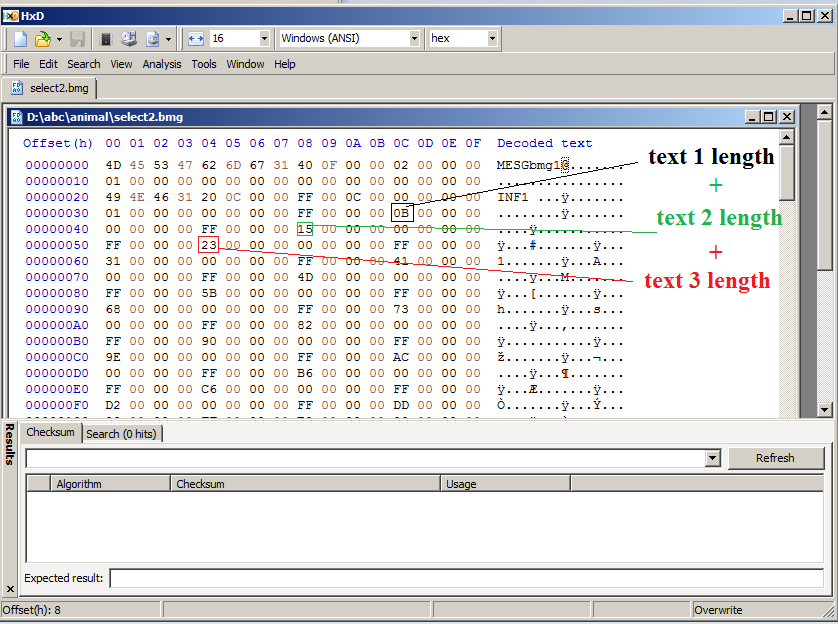 HxD
16 Windows (ANSI) hex
File Edit Search View Analysis Tools Window Help
select2.bmg
D:\abc\animal\select2.bmg
Offset(h) 00 01 02 03 04 05 06 07 08 09 0A 0B 0C 0D 0E 0F Decoded text
00000000 4D 45 53 47 62 6D 67 31 40 0F 00 00 02 00 00 00 MESGbmg1@.......
00000010 01 00 00 00 00 00 00 00 00 00 00 00 00 00 00 00 ................
00000020 49 4E 46 31 20 0C 00 00 FF 00 0C 00 00 00 00 00 INF1 ...ÿ.......
00000030 01 00 00 00 00 00 00 00 FF 00 00 00 0B 00 00 00 ........ÿ.......
00000040 00 00 00 00 FF 00 00 00 15 00 00 00 00 00 00 00 ....ÿ...........
00000050 FF 00 00 00 23 00 00 00 00 00 00 00 FF 00 00 00 ÿ...#.......ÿ...
00000060 31 00 00 00 00 00 00 00 FF 00 00 00 41 00 00 00 1.......ÿ...A...
00000070 00 00 00 00 FF 00 00 00 4D 00 00 00 00 00 00 00 ....ÿ...M.......
00000080 FF 00 00 00 5B 00 00 00 00 00 00 00 FF 00 00 00 ÿ...[.......ÿ...
00000090 68 00 00 00 00 00 00 00 FF 00 00 00 73 00 00 00 h.......ÿ...s...
000000A0 00 00 00 00 FF 00 00 00 82 00 00 00 00 00 00 00 ....ÿ...‚.......
000000B0 FF 00 00 00 90 00 00 00 00 00 00 00 FF 00 00 00 ÿ...........ÿ...
000000C0 9E 00 00 00 00 00 00 00 FF 00 00 00 AC 00 00 00 ž.......ÿ...¬...
000000D0 00 00 00 00 FF 00 00 00 B6 00 00 00 00 00 00 00 ....ÿ...¶.......
000000E0 FF 00 00 00 C6 00 00 00 00 00 00 00 FF 00 00 00 ÿ...Æ.......ÿ...
000000F0 D2 00 00 00 00 00 00 00 FF 00 00 00 DD 00 00 00 Ò.......ÿ...Ý...
text 1 length
+
text 2 length
+
text 3 length
Results
Checksum Search (0 hits)
Refresh
Algorithm Checksum Usage
Expected result:
Offset(h): 8 Overwrite